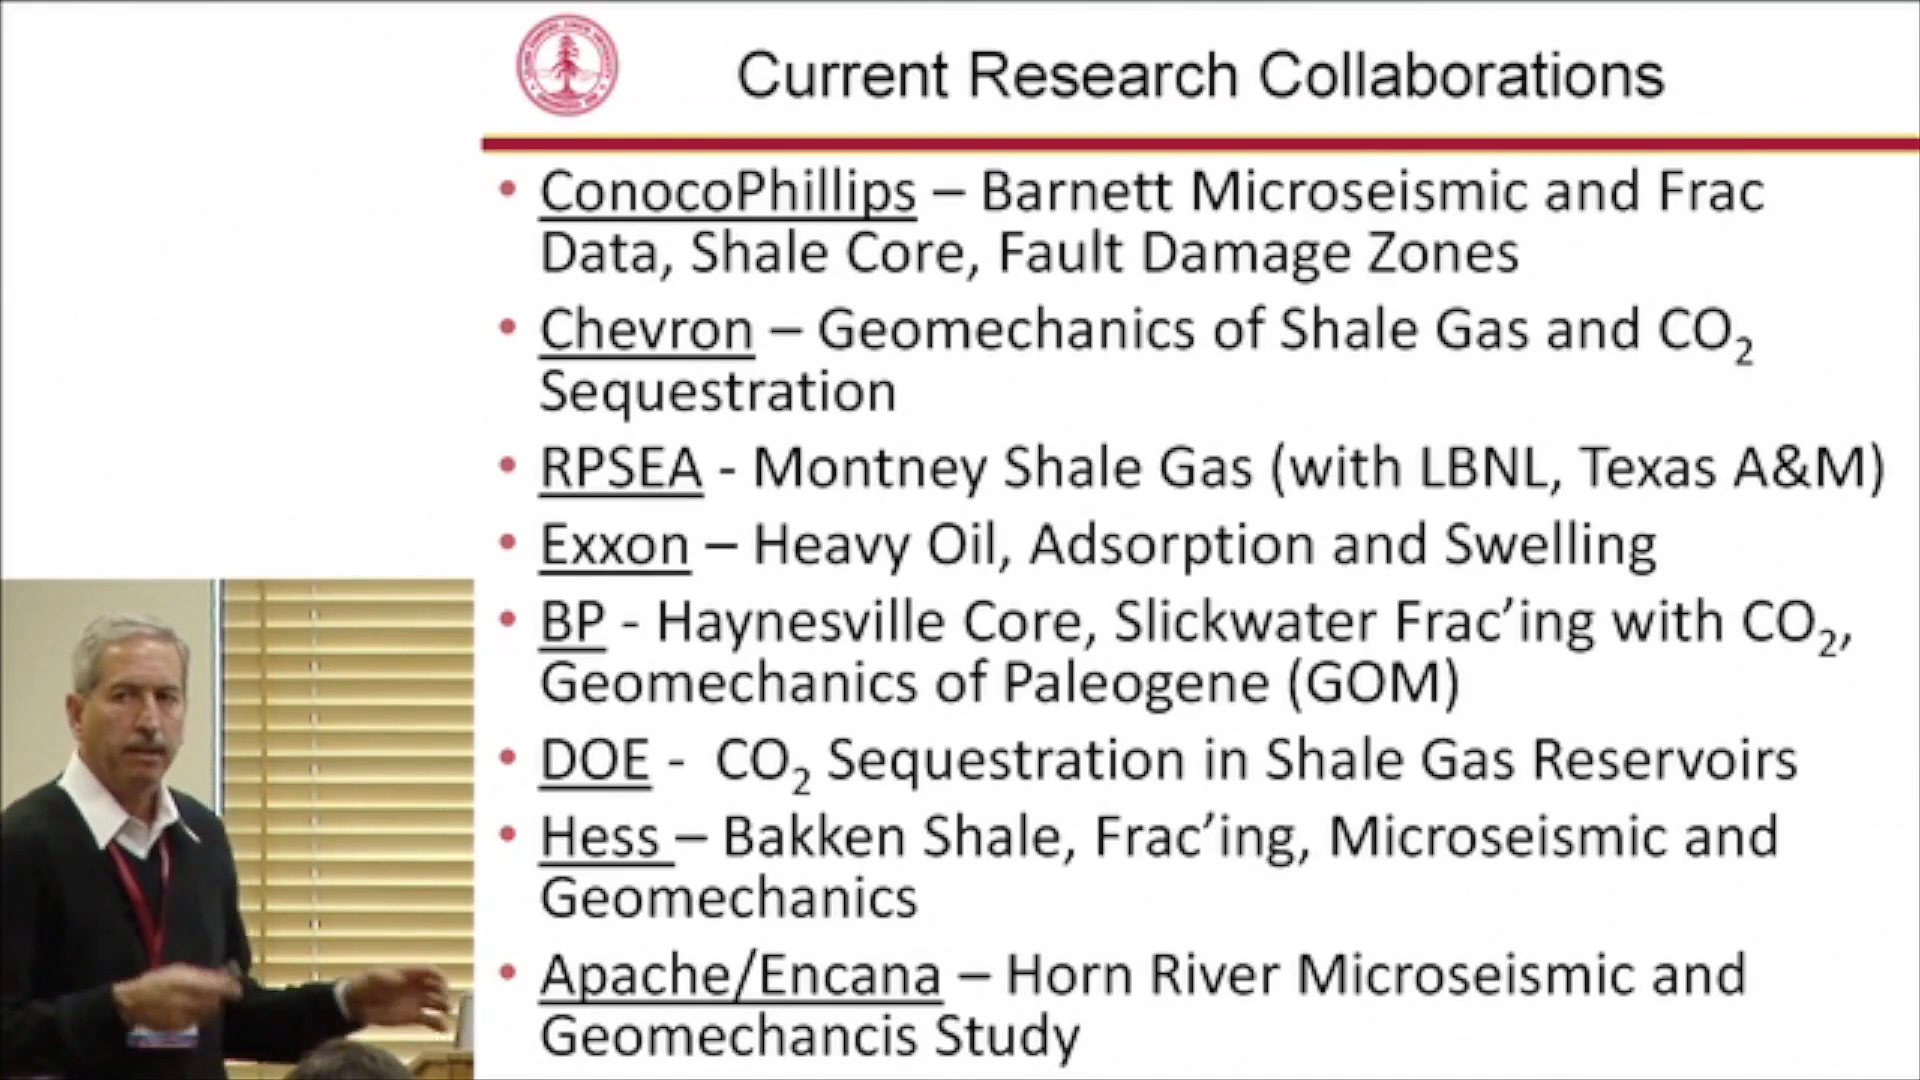 Current Research Collaborations
• ConocoPhillips – Barnett Microseismic and Frac
Data, Shale Core, Fault Damage Zones
• Chevron – Geomechanics of Shale Gas and CO₂
Sequestration
• RPSEA - Montney Shale Gas (with LBNL, Texas A&M)
• Exxon – Heavy Oil, Adsorption and Swelling
• BP - Haynesville Core, Slickwater Frac’ing with CO₂,
Geomechanics of Paleogene (GOM)
• DOE - CO₂ Sequestration in Shale Gas Reservoirs
• Hess – Bakken Shale, Frac’ing, Microseismic and
Geomechanics
• Apache/Encana – Horn River Microseismic and
Geomechancis Study